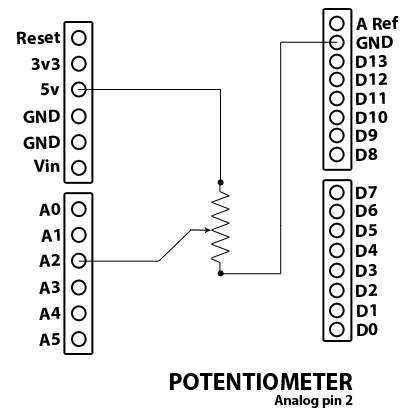 Reset
3v3
5v
GND
GND
Vin
A0
A1
A2
A3
A4
A5
A Ref
GND
D13
D12
D11
D10
D9
D8
D7
D6
D5
D4
D3
D2
D1
D0
POTENTIOMETER
Analog pin 2